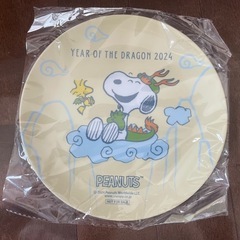 YEAR OF THE DRAGON 2024
PEANUTS